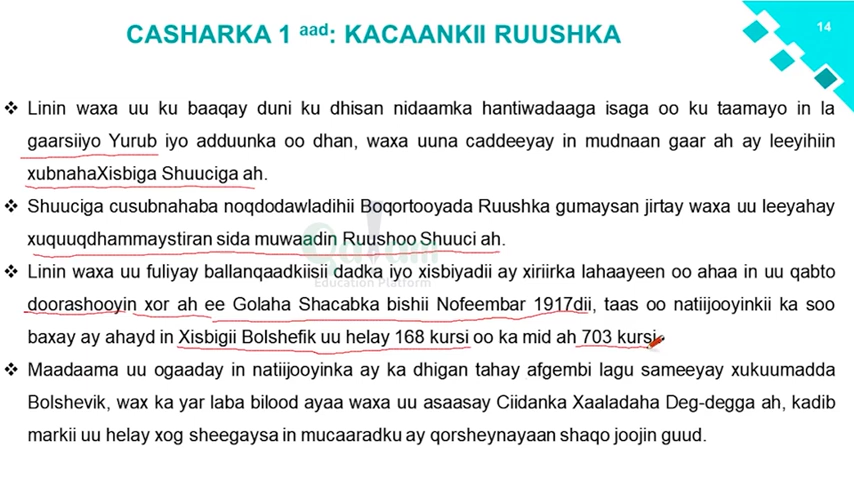 14
CASHARKA 1 aad: KACAANKII RUUSHKA
❖ Linin waxa uu ku baaqay duni ku dhisan nidaamka hantiwadaaga isaga oo ku taamayo in la
gaarsiiyo Yurub iyo adduunka oo dhan, waxa uuna caddeeyay in mudnaan gaar ah ay leeyihiin
xubnahaXisbiga Shuuciga ah.
❖ Shuuciga cusubnahaba noqdodawladihii Boqortooyada Ruushka gumaysan jirtay waxa uu leeyahay
xuquuqdhammaystiran sida muwaadin Ruushoo Shuuci ah.
❖ Linin waxa uu fuliyay ballanqaadkiisii dadka iyo xisbiyadii ay xiriirka lahaayeen oo ahaa in uu qabto
doorashooyin xor ah ee Golaha Shacabka bishii Nofeembar 1917dii, taas oo natiijooyinkii ka soo
baxay ay ahayd in Xisbigii Bolshefik uu helay 168 kursi oo ka mid ah 703 kursi.
❖ Maadaama uu ogaaday in natiijooyinka ay ka dhigan tahay afgembi lagu sameeyay xukuumadda
Bolshevik, wax ka yar laba bilood ayaa waxa uu asaasay Ciidanka Xaaladaha Deg-degga ah, kadib
markii uu helay xog sheegaysa in mucaaradku ay qorsheynayaan shaqo joojin guud.
Qalam
Education Platform